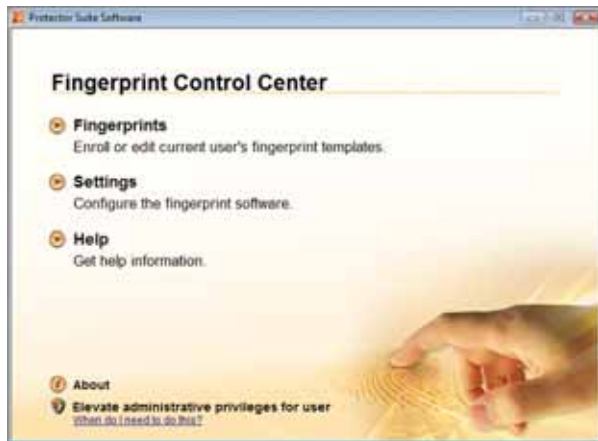 Protector Suite Software
Fingerprint Control Center
Fingerprints
Enroll or edit current user's fingerprint templates.
Settings
Configure the fingerprint software.
Help
Get help information.
About
Elevate administrative privileges for user
When do I need to do this?